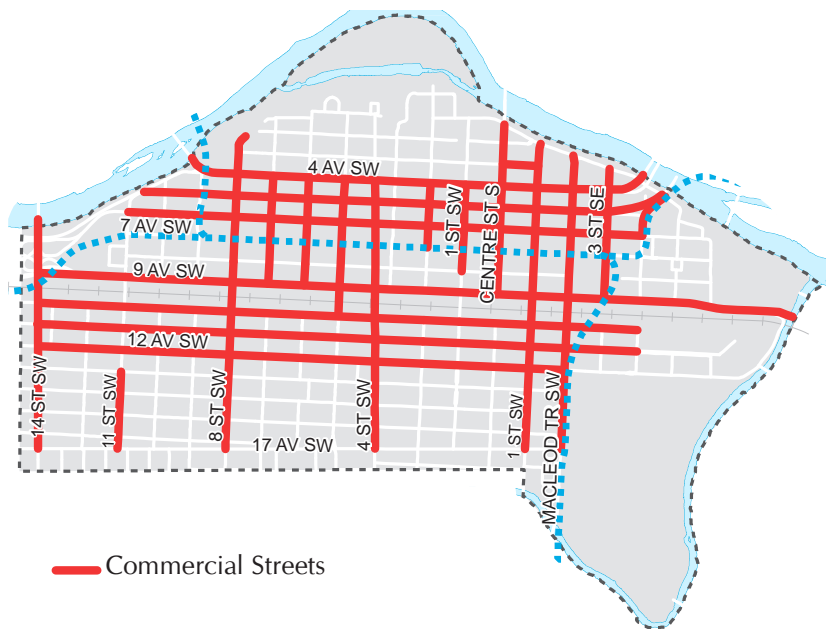 4 AV SW
7 AV SW
1 ST SW
CENTRE ST S
3 ST SE
9 AV SW
12 AV SW
14 ST SW
11 ST SW
8 ST SW
4 ST SW
1 ST SW
MACLEOD TR SW
17 AV SW
Commercial Streets